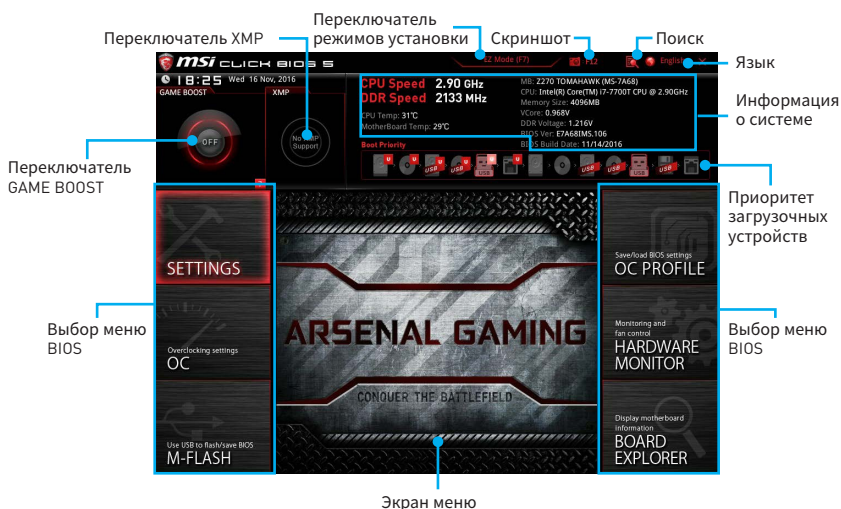 Переключатель
режимов установки
Переключатель XMP
Скриншот
Поиск
msi CLICK BIOS 5
EZ Mode (F7)
F12
English
Язык
18:25 Wed 16 Nov, 2016
GAME BOOST
XMP
OFF
No XMP
Support
CPU Speed 2.90 GHz
DDR Speed 2133 MHz
CPU Temp: 31°C
MotherBoard Temp: 29°C
MB: Z270 TOMAHAWK (MS-7A68)
CPU: Intel(R) Core(TM) i7-7700T CPU @ 2.90GHz
Memory Size: 4096MB
VCore: 0.968V
DDR Voltage: 1.216V
BIOS Ver: E7A68IMS.106
BIOS Build Date: 11/14/2016
Информация
о системе
Boot Priority
U U U U U U
USB USB USB USB USB USB
Переключатель
GAME BOOST
Приоритет
загрузочных
устройств
SETTINGS
Overclocking settings
OC
Use USB to flash/save BIOS
M-FLASH
Выбор меню
BIOS
ARSENAL GAMING
CONQUER THE BATTLEFIELD
Save/load BIOS settings
OC PROFILE
Monitoring and
fan control
HARDWARE
MONITOR
Display motherboard
information
BOARD
EXPLORER
Выбор меню
BIOS
Экран меню